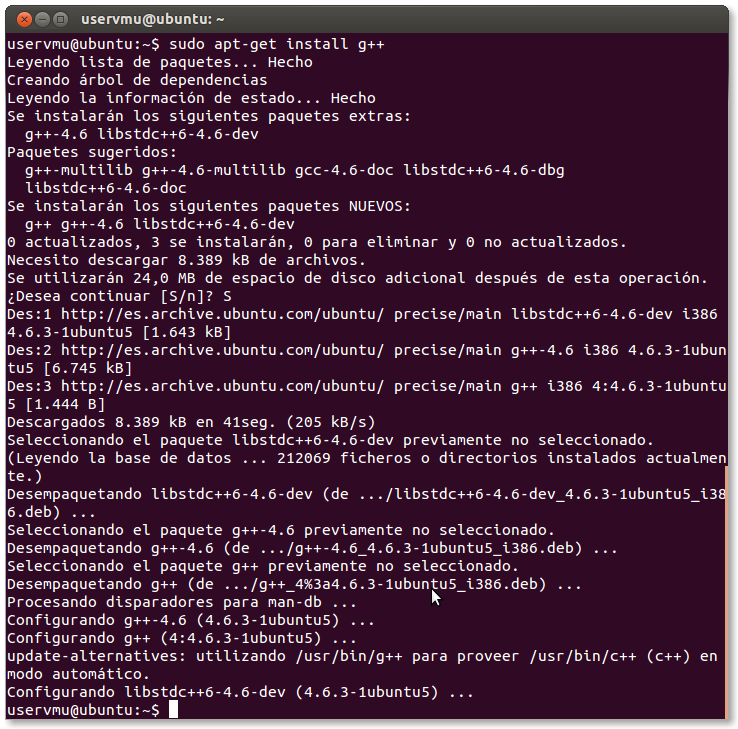 uservmu@ubuntu: ~
uservmu@ubuntu:~$ sudo apt-get install g++
Leyendo lista de paquetes... Hecho
Creando árbol de dependencias
Leyendo la información de estado... Hecho
Se instalarán los siguientes paquetes extras:
  g++-4.6 libstdc++6-4.6-dev
Paquetes sugeridos:
  g++-multilib g++-4.6-multilib gcc-4.6-doc libstdc++6-4.6-dbg
  libstdc++6-4.6-doc
Se instalarán los siguientes paquetes NUEVOS:
  g++ g++-4.6 libstdc++6-4.6-dev
0 actualizados, 3 se instalarán, 0 para eliminar y 0 no actualizados.
Necesito descargar 8.389 kB de archivos.
Se utilizarán 24,0 MB de espacio de disco adicional después de esta operación.
¿Desea continuar [S/n]? S
Des:1 http://es.archive.ubuntu.com/ubuntu/ precise/main libstdc++6-4.6-dev i386
4.6.3-1ubuntu5 [1.643 kB]
Des:2 http://es.archive.ubuntu.com/ubuntu/ precise/main g++-4.6 i386 4.6.3-1ubun
tu5 [6.745 kB]
Des:3 http://es.archive.ubuntu.com/ubuntu/ precise/main g++ i386 4:4.6.3-1ubuntu
5 [1.444 B]
Descargados 8.389 kB en 41seg. (205 kB/s)
Seleccionando el paquete libstdc++6-4.6-dev previamente no seleccionado.
(Leyendo la base de datos ... 212069 ficheros o directorios instalados actualmen
te.)
Desempaquetando libstdc++6-4.6-dev (de .../libstdc++6-4.6-dev_4.6.3-1ubuntu5_i38
6.deb) ...
Seleccionando el paquete g++-4.6 previamente no seleccionado.
Desempaquetando g++-4.6 (de .../g++-4.6_4.6.3-1ubuntu5_i386.deb) ...
Seleccionando el paquete g++ previamente no seleccionado.
Desempaquetando g++ (de .../g++_4%3a4.6.3-1ubuntu5_i386.deb) ...
Procesando disparadores para man-db ...
Configurando g++-4.6 (4.6.3-1ubuntu5) ...
Configurando g++ (4:4.6.3-1ubuntu5) ...
update-alternatives: utilizando /usr/bin/g++ para proveer /usr/bin/c++ (c++) en
modo automático.
Configurando libstdc++6-4.6-dev (4.6.3-1ubuntu5) ...
uservmu@ubuntu:~$